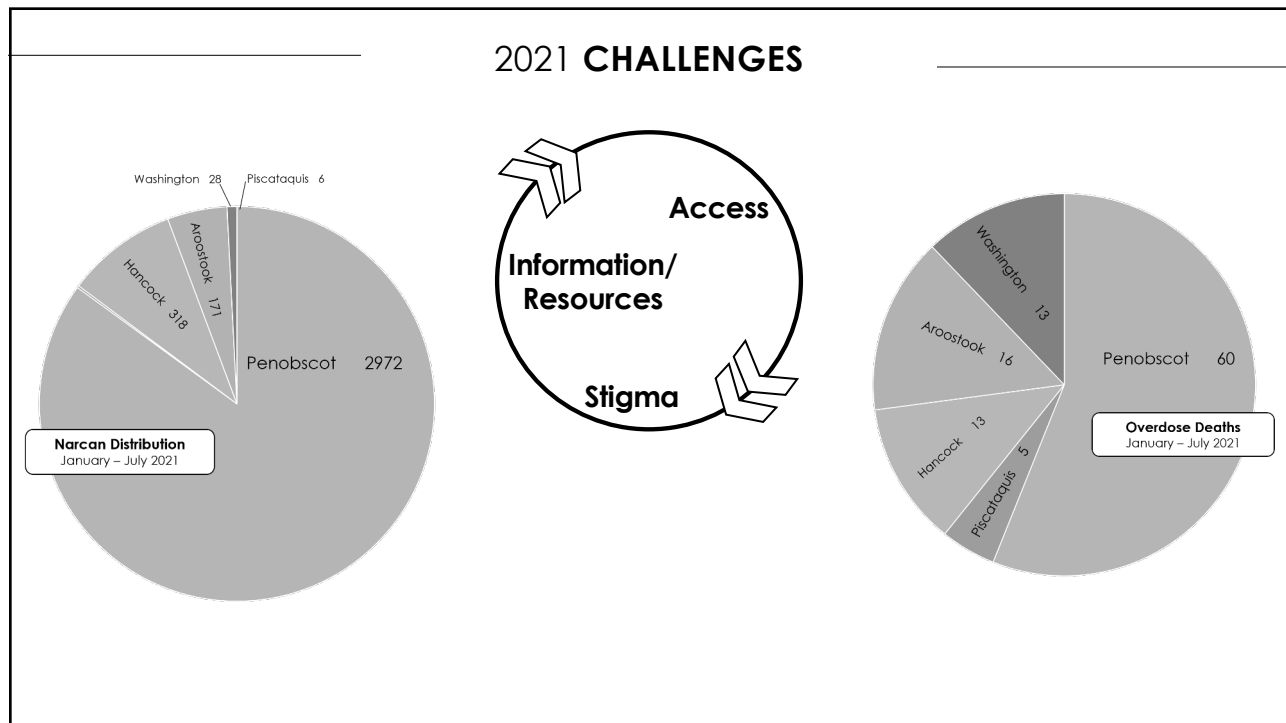 2021 CHALLENGES
Washington 28
Piscataquis 6
Aroostook 171
Hancock 318
Penobscot 2972
Narcan Distribution
January – July 2021
Access
Information/
Resources
Stigma
Washington 13
Aroostook 16
Hancock 13
Piscataquis 5
Penobscot 60
Overdose Deaths
January – July 2021